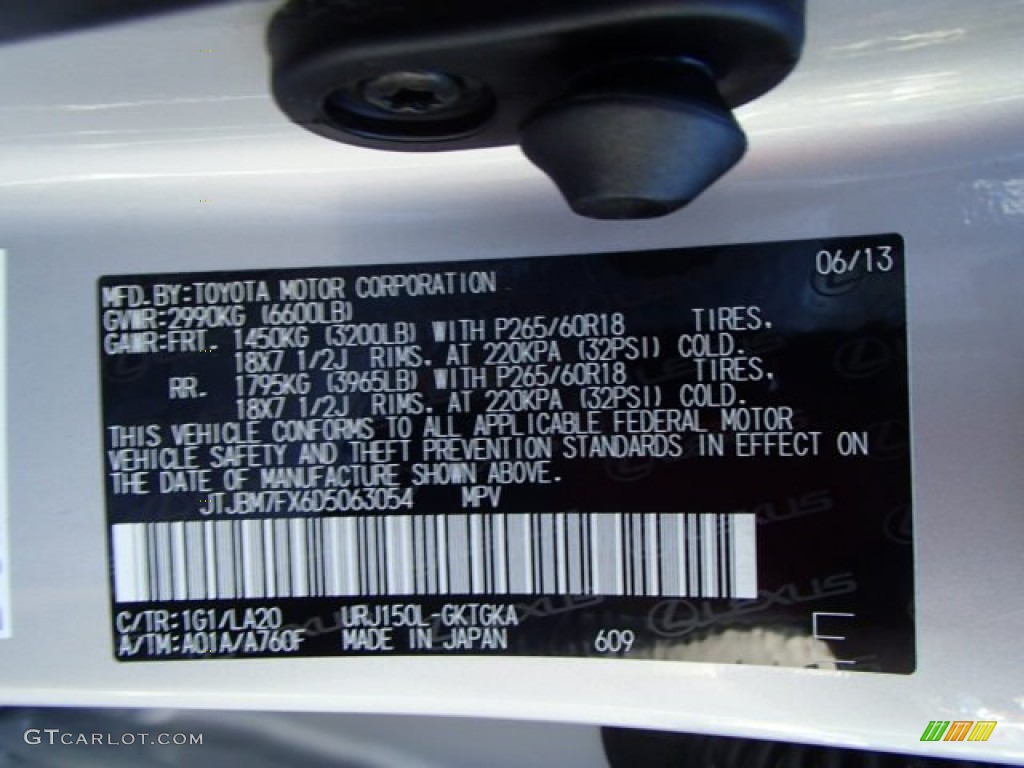 06/13
MFD.BY:TOYOTA MOTOR CORPORATION
GVWR:2990KG (6600LB)
GAWR:FRT. 1450KG (3200LB) WITH P265/60R18 TIRES.
18X7 1/2J RIMS. AT 220KPA (32PSI) COLD.
RR. 1795KG (3965LB) WITH P265/60R18 TIRES.
18X7 1/2J RIMS. AT 220KPA (32PSI) COLD.
THIS VEHICLE CONFORMS TO ALL APPLICABLE FEDERAL MOTOR
VEHICLE SAFETY AND THEFT PREVENTION STANDARDS IN EFFECT ON
THE DATE OF MANUFACTURE SHOWN ABOVE.
JTJBM7FX6D5063054 MPV
C/TR:1G1/LA20 URJ150L-GKTGKA
A/TM:A01A/A760F MADE IN JAPAN 609
LEXUS
GTCARLOT.COM